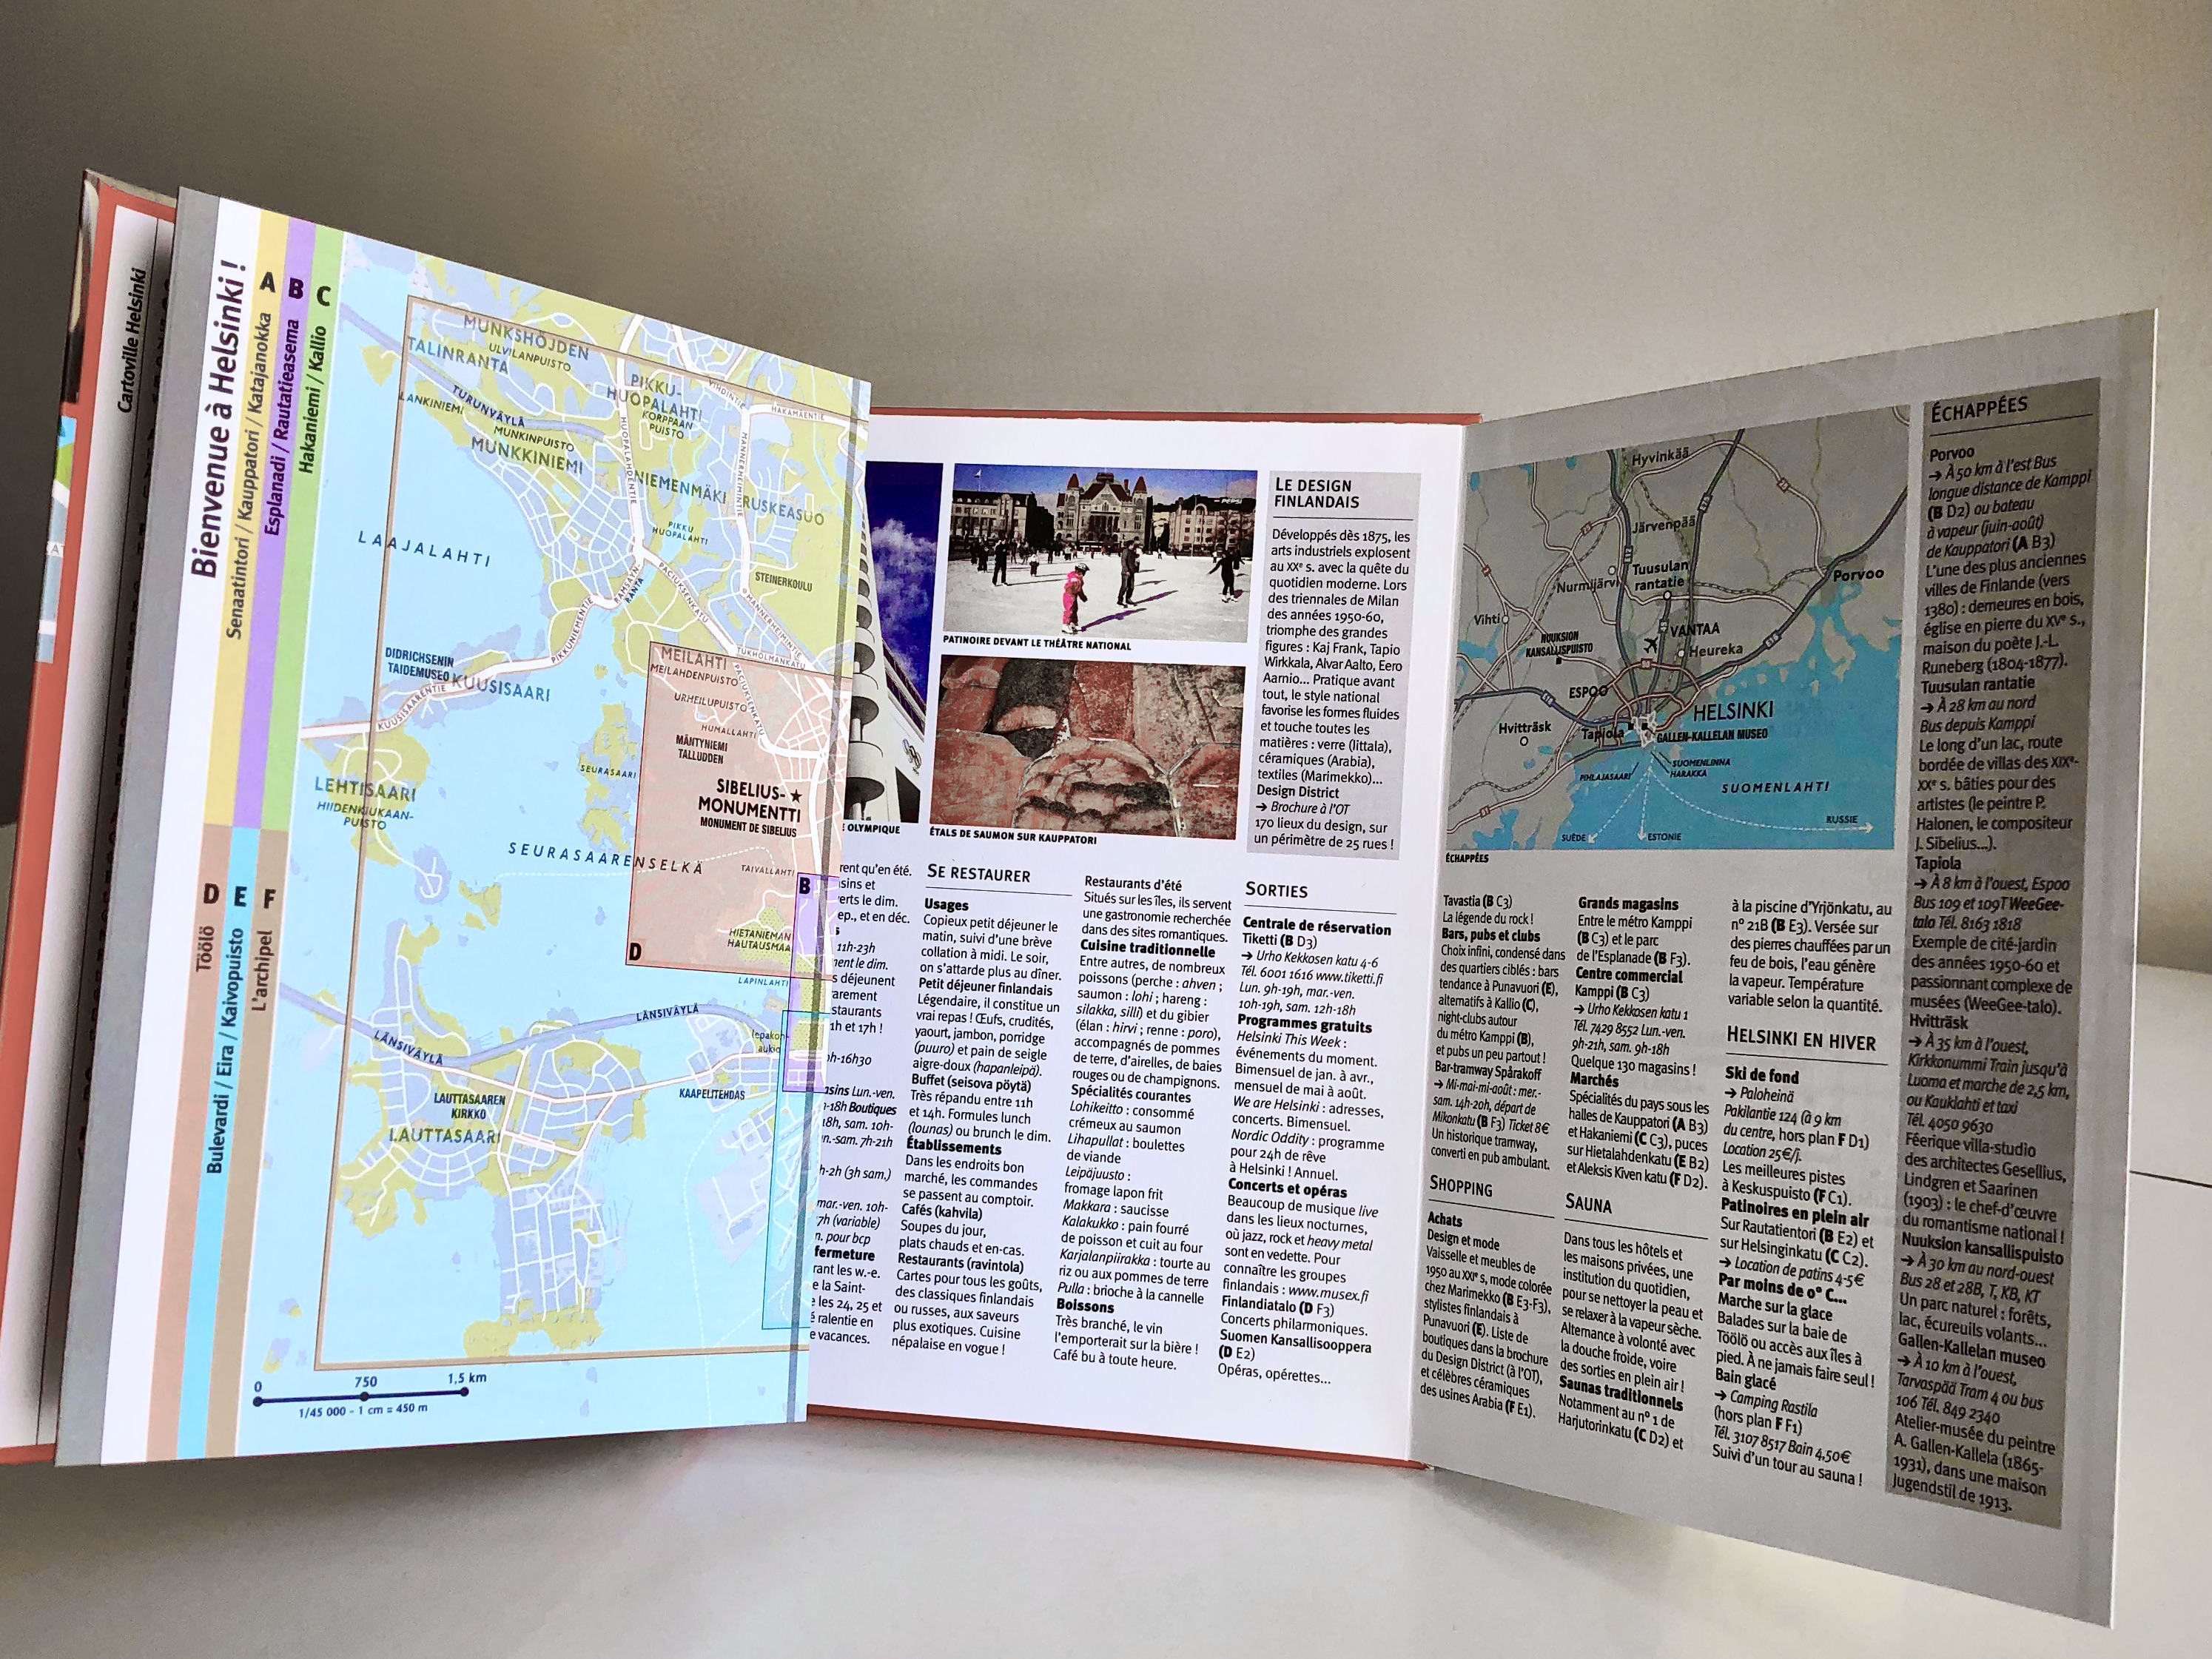 Cartoville Helsinki
Bienvenue à Helsinki !
A
Senaatintori / Kauppatori / Katajanokka
B
Esplanadi / Rautatieasema
C
Hakaniemi / Kallio
D
Töölö
E
Bulevardi / Eira / Kaivopuisto
F
L'archipel
MUNKSHÖJDEN
ULVILANPUISTO
TALINRANTA
PIKKU-
HUOPALAHTI
KORPPAAN
PUISTO
VIHDINTIE
HAKAMÄENTIE
LANKINIEMI
TURUNVÄYLÄ
MUNKINPUISTO
MUNKKINIEMI
HUOPALAHDENTIE
MANNERHEIMINTIE
NIEMENMÄKI
RUSKEASUO
PIKKU
HUOPALAHTI
LAAJALAHTI
STEINERKOULU
RAMSAYN-
RANTA
PACIUKSENKATU
MANNERHEIMINTIE
PIKKUNIEMENTIE
TUKHOLMANKATU
DIDRICHSENIN
TAIDEMUSEO
KUUSISAARI
KUUSISAARENTIE
MEILAHTI
MEILAHDENPUISTO
PACIUKSENKATU
URHEILUPUISTO
HUMALLAHTI
MÄNTYNIEMI
TALLUDDEN
SEURASAARI
LEHTISAARI
HIIDENKIUKAAN-
PUISTO
SIBELIUS-
MONUMENTTI
MONUMENT DE SIBELIUS
SEURASAARENSELKÄ
TAIVALLAHTI
B
HIETANIEMAN
HAUTAUSMAA
D
LAPINLAHTI
LÄNSIVÄYLÄ
LÄNSIVÄYLÄ
lepakon-
aukio
KAAPELITEHDAS
LAUTTASAAREN
KIRKKO
LAUTTASAARI
0 750 1,5 km
1/45 000 - 1 cm = 450 m
E OLYMPIQUE
rent qu'en été.
sins et
erts le dim.
ep., et en déc.
11h-23h
nent le dim.
s déjeunent
arement
staurants
1h et 17h !
h-16h30
asins Lun.-ven.
-18h Boutiques
18h, sam. 10h-
n.-sam. 7h-21h
h-2h (3h sam.)
mar.-ven. 10h-
7h (variable)
n. pour bcp
fermeture
rant les w.-e.
e la Saint-
e les 24, 25 et
é ralentie en
e vacances.
PATINOIRE DEVANT LE THÉÂTRE NATIONAL
PEPSI
ÉTALS DE SAUMON SUR KAUPPATORI
LE DESIGN
FINLANDAIS
Développés dès 1875, les
arts industriels explosent
au XXe s. avec la quête du
quotidien moderne. Lors
des triennales de Milan
des années 1950-60,
triomphe des grandes
figures : Kaj Frank, Tapio
Wirkkala, Alvar Aalto, Eero
Aarnio... Pratique avant
tout, le style national
favorise les formes fluides
et touche toutes les
matières : verre (Iittala),
céramiques (Arabia),
textiles (Marimekko)...
Design District
→ Brochure à l'OT
170 lieux du design, sur
un périmètre de 25 rues !
SE RESTAURER
Usages
Copieux petit déjeuner le
matin, suivi d'une brève
collation à midi. Le soir,
on s'attarde plus au dîner.
Petit déjeuner finlandais
Légendaire, il constitue un
vrai repas ! Œufs, crudités,
yaourt, jambon, porridge
(puuro) et pain de seigle
aigre-doux (hapanleipä).
Buffet (seisova pöytä)
Très répandu entre 11h
et 14h. Formules lunch
(lounas) ou brunch le dim.
Établissements
Dans les endroits bon
marché, les commandes
se passent au comptoir.
Cafés (kahvila)
Soupes du jour,
plats chauds et en-cas.
Restaurants (ravintola)
Cartes pour tous les goûts,
des classiques finlandais
ou russes, aux saveurs
plus exotiques. Cuisine
népalaise en vogue !
Restaurants d'été
Situés sur les îles, ils servent
une gastronomie recherchée
dans des sites romantiques.
Cuisine traditionnelle
Entre autres, de nombreux
poissons (perche : ahven ;
saumon : lohi ; hareng :
silakka, silli) et du gibier
(élan : hirvi ; renne : poro),
accompagnés de pommes
de terre, d'airelles, de baies
rouges ou de champignons.
Spécialités courantes
Lohikeitto : consommé
crémeux au saumon
Lihapullat : boulettes
de viande
Leipäjuusto :
fromage lapon frit
Makkara : saucisse
Kalakukko : pain fourré
de poisson et cuit au four
Karjalanpiirakka : tourte au
riz ou aux pommes de terre
Pulla : brioche à la cannelle
Boissons
Très branché, le vin
l'emporterait sur la bière !
Café bu à toute heure.
SORTIES
Centrale de réservation
Tiketti (B D3)
→ Urho Kekkosen katu 4-6
Tél. 6001 1616 www.tiketti.fi
Lun. 9h-19h, mar.-ven.
10h-19h, sam. 12h-18h
Programmes gratuits
Helsinki This Week :
événements du moment.
Bimensuel de jan. à avr.,
mensuel de mai à août.
We are Helsinki : adresses,
concerts. Bimensuel.
Nordic Oddity : programme
pour 24h de rêve
à Helsinki ! Annuel.
Concerts et opéras
Beaucoup de musique live
dans les lieux nocturnes,
où jazz, rock et heavy metal
sont en vedette. Pour
connaître les groupes
finlandais : www.musex.fi
Finlandiatalo (D F3)
Concerts philarmoniques.
Suomen Kansallisooppera
(D E2)
Opéras, opérettes...
Hyvinkää
Järvenpää
Nurmijärvi
Tuusulan
rantatie
Porvoo
Vihti
NUUKSION
KANSALLISPUISTO
VANTAA
Heureka
ESPOO
HELSINKI
Hvitträsk
Tapiola
GALLEN-KALLELAN MUSEO
PIHLAJASAARI
SUOMENLINNA
HARAKKA
SUOMENLAHTI
SUÈDE
ESTONIE
RUSSIE
ÉCHAPPÉES
Tavastia (B C3)
La légende du rock !
Bars, pubs et clubs
Choix infini, condensé dans
des quartiers ciblés : bars
tendance à Punavuori (E),
alternatifs à Kallio (C),
night-clubs autour
du métro Kamppi (B),
et pubs un peu partout !
Bar-tramway Spårakoff
→ Mi-mai-mi-août : mer.-
sam. 14h-20h, départ de
Mikonkatu (B F3) Ticket 8€
Un historique tramway,
converti en pub ambulant.
SHOPPING
Achats
Design et mode
Vaisselle et meubles de
1950 au XXIe s, mode colorée
chez Marimekko (B E3-F3),
stylistes finlandais à
Punavuori (E). Liste de
boutiques dans la brochure
du Design District (à l'OT),
et célèbres céramiques
des usines Arabia (F E1).
Grands magasins
Entre le métro Kamppi
(B C3) et le parc
de l'Esplanade (B F3).
Centre commercial
Kamppi (B C3)
→ Urho Kekkosen katu 1
Tél. 7429 8552 Lun.-ven.
9h-21h, sam. 9h-18h
Quelque 130 magasins !
Marchés
Spécialités du pays sous les
halles de Kauppatori (A B3)
et Hakaniemi (C C3), puces
sur Hietalahdenkatu (E B2)
et Aleksis Kiven katu (F D2).
SAUNA
Dans tous les hôtels et
les maisons privées, une
institution du quotidien,
pour se nettoyer la peau et
se relaxer à la vapeur sèche.
Alternance à volonté avec
la douche froide, voire
des sorties en plein air !
Saunas traditionnels
Notamment au n° 1 de
Harjutorinkatu (C D2) et
à la piscine d'Yrjönkatu, au
n° 21B (B E3). Versée sur
des pierres chauffées par un
feu de bois, l'eau génère
la vapeur. Température
variable selon la quantité.
HELSINKI EN HIVER
Ski de fond
→ Paloheinä
Pakilantie 124 (à 9 km
du centre, hors plan F D1)
Location 25€/j.
Les meilleures pistes
à Keskuspuisto (F C1).
Patinoires en plein air
Sur Rautatientori (B E2) et
sur Helsinginkatu (C C2).
→ Location de patins 4-5€
Par moins de 0° C...
Marche sur la glace
Balades sur la baie de
Töölö ou accès aux îles à
pied. À ne jamais faire seul !
Bain glacé
→ Camping Rastila
(hors plan F F1)
Tél. 3107 8517 Bain 4,50€
Suivi d'un tour au sauna !
ÉCHAPPÉES
Porvoo
→ À 50 km à l'est Bus
longue distance de Kamppi
(B D2) ou bateau
à vapeur (juin-août)
de Kauppatori (A B3)
L'une des plus anciennes
villes de Finlande (vers
1380) : demeures en bois,
église en pierre du XVe s.,
maison du poète J.-L.
Runeberg (1804-1877).
Tuusulan rantatie
→ À 28 km au nord
Bus depuis Kamppi
Le long d'un lac, route
bordée de villas des XIXe-
XXe s. bâties pour des
artistes (le peintre P.
Halonen, le compositeur
J. Sibelius...).
Tapiola
→ À 8 km à l'ouest, Espoo
Bus 109 et 109T WeeGee-
talo Tél. 8163 1818
Exemple de cité-jardin
des années 1950-60 et
passionnant complexe de
musées (WeeGee-talo).
Hvitträsk
→ À 35 km à l'ouest,
Kirkkonummi Train jusqu'à
Luoma et marche de 2,5 km,
ou Kauklahti et taxi
Tél. 4050 9630
Féerique villa-studio
des architectes Gesellius,
Lindgren et Saarinen
(1903) : le chef-d'œuvre
du romantisme national !
Nuuksion kansallispuisto
→ À 30 km au nord-ouest
Bus 28 et 28B, T, KB, KT
Un parc naturel : forêts,
lac, écureuils volants...
Gallen-Kallelan museo
→ À 10 km à l'ouest,
Tarvaspää Tram 4 ou bus
106 Tél. 849 2340
Atelier-musée du peintre
A. Gallen-Kallela (1865-
1931), dans une maison
Jugendstil de 1913.